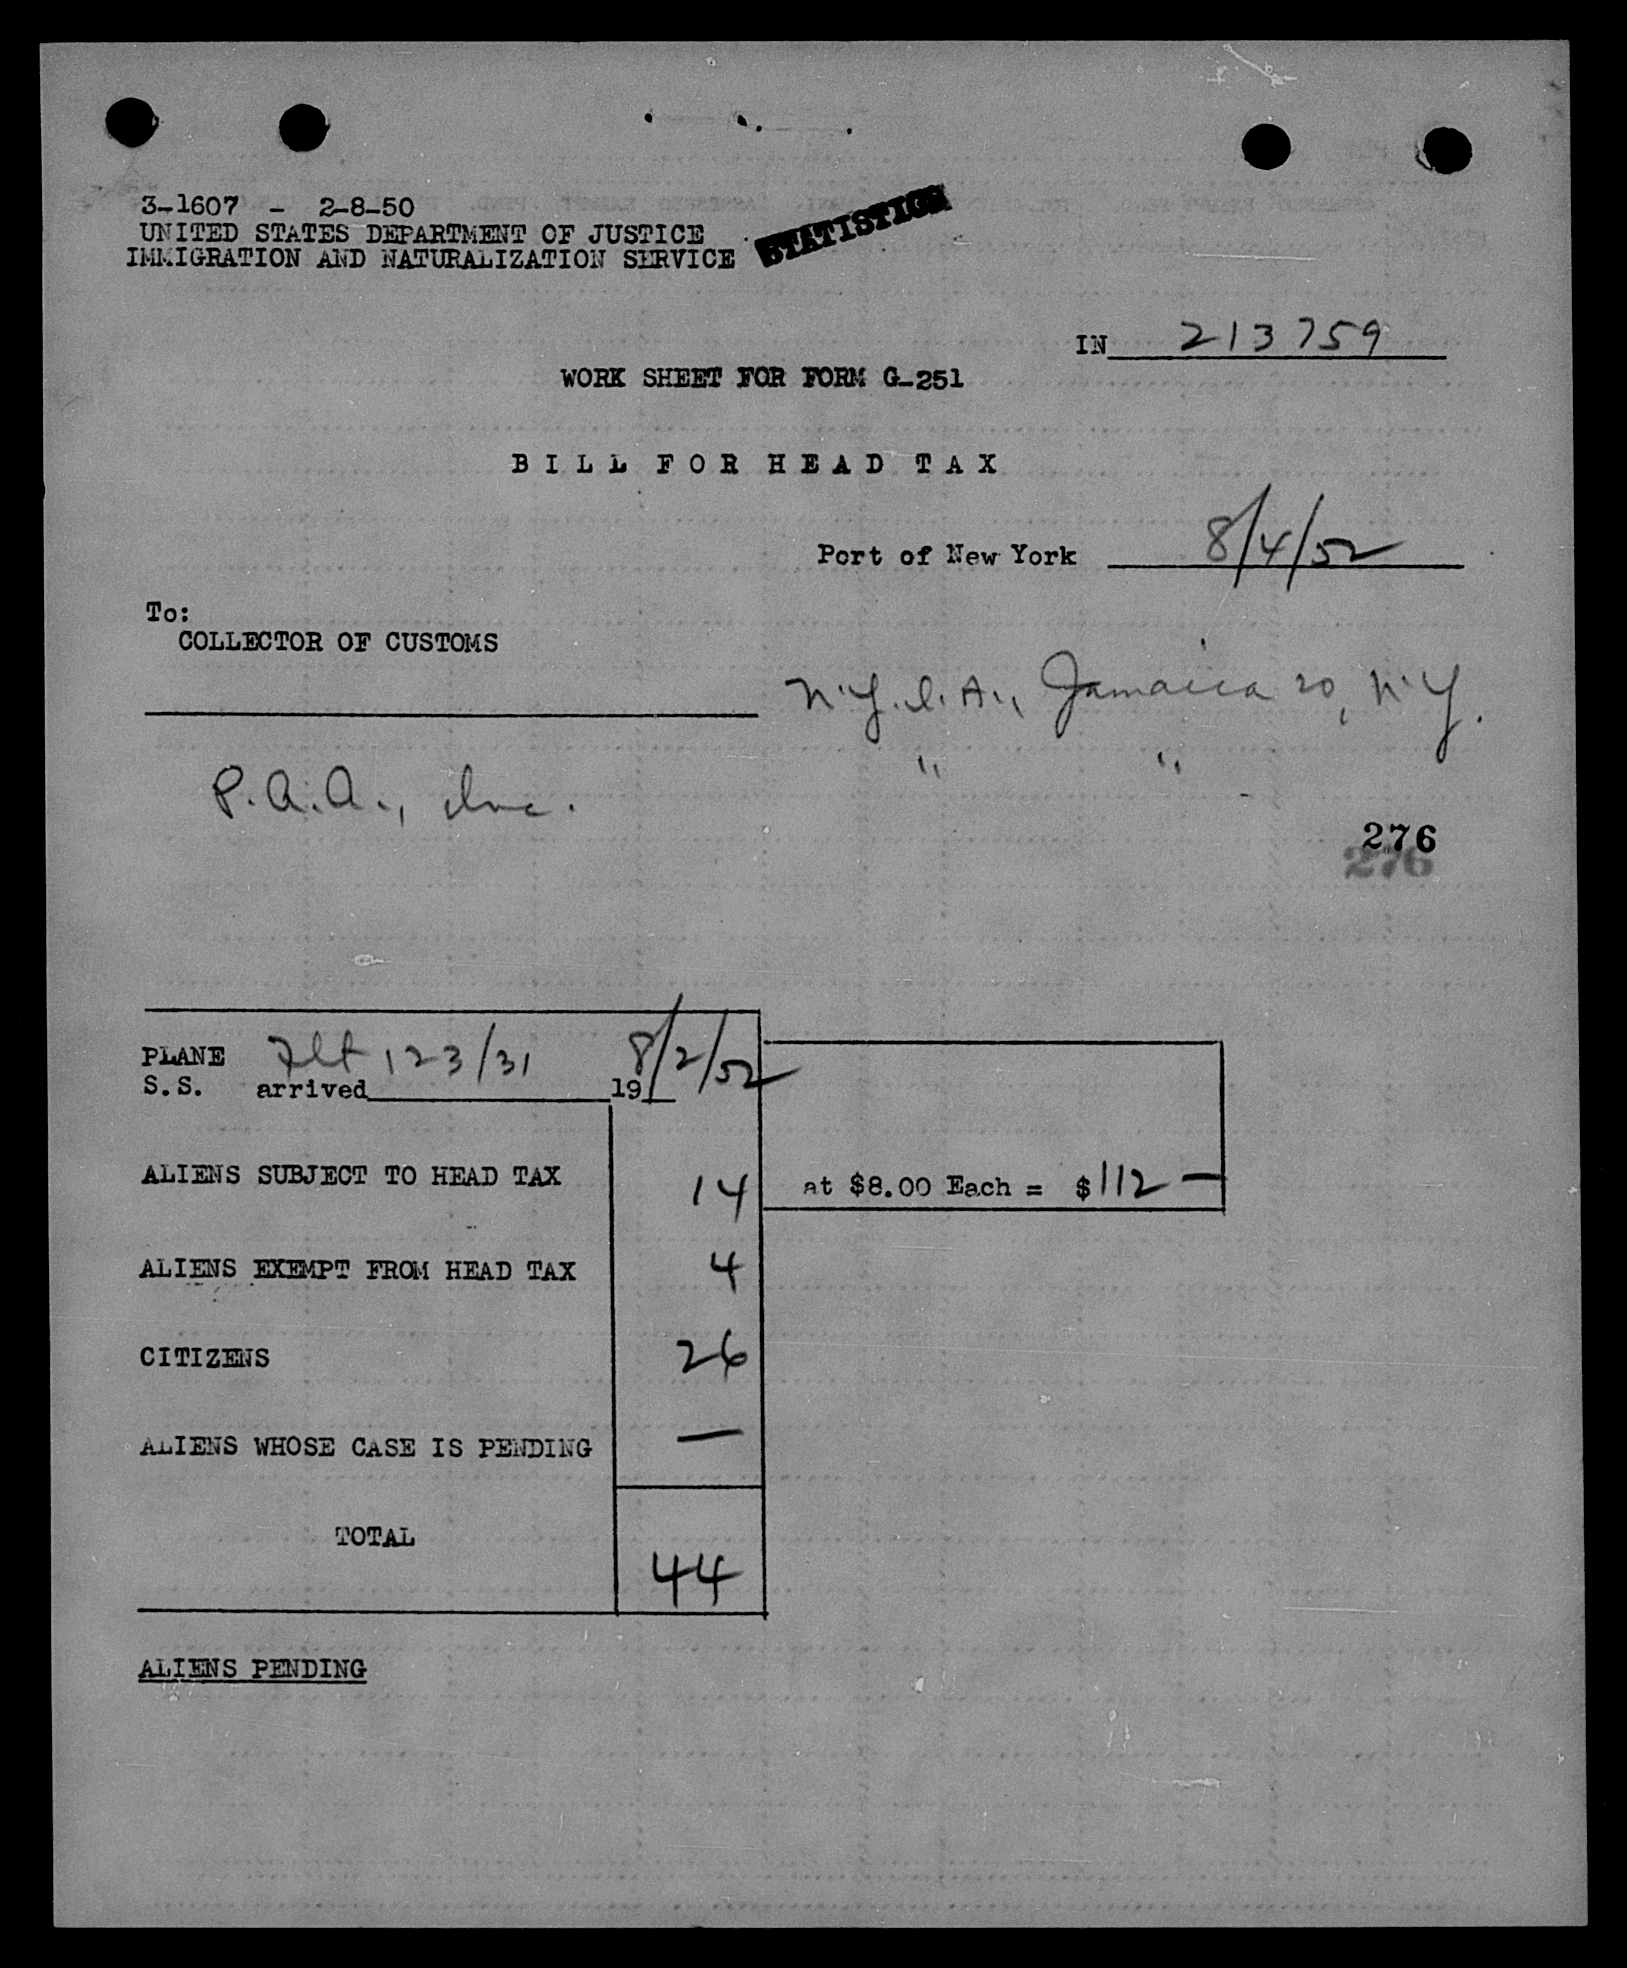 3-1607 - 2-8-50
UNITED STATES DEPARTMENT OF JUSTICE
IMMIGRATION AND NATURALIZATION SERVICE
STATISTICS
IN 213759
WORK SHEET FOR FORM G-251
BILL FOR HEAD TAX
Port of New York 8/4/52
To:
COLLECTOR OF CUSTOMS
N.Y.I.A., Jamaica 20, N.Y.
" "
P.A.A., Inc.
276
276
PLANE Flt 123/31 8/2/52
S.S. arrived 19
ALIENS SUBJECT TO HEAD TAX 14 at $8.00 Each = $112 —
ALIENS EXEMPT FROM HEAD TAX 4
CITIZENS 26
ALIENS WHOSE CASE IS PENDING —
TOTAL 44
ALIENS PENDING